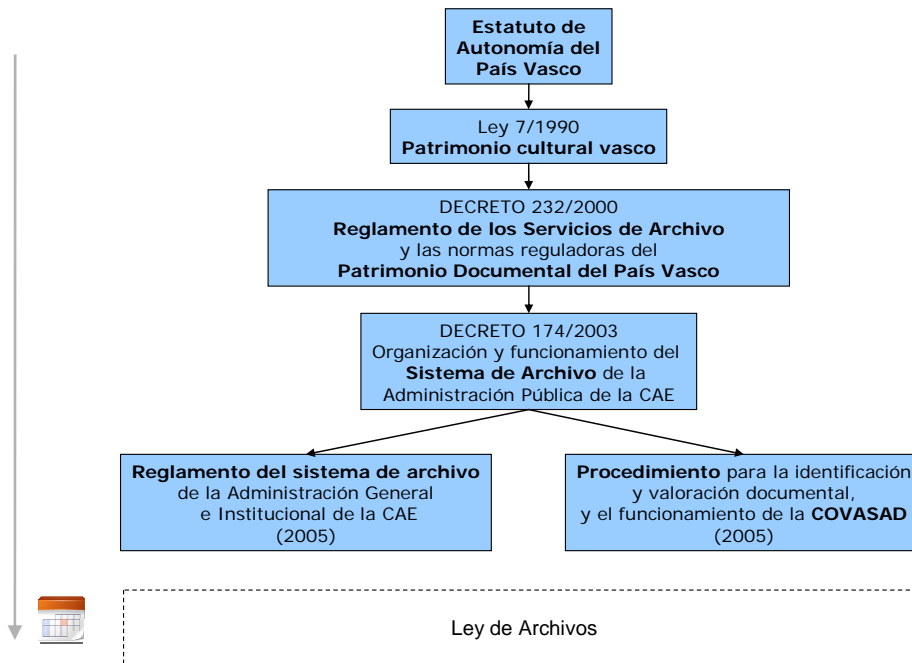 Estatuto de
Autonomía del
País Vasco
Ley 7/1990
Patrimonio cultural vasco
DECRETO 232/2000
Reglamento de los Servicios de Archivo
y las normas reguladoras del
Patrimonio Documental del País Vasco
DECRETO 174/2003
Organización y funcionamiento del
Sistema de Archivo de la
Administración Pública de la CAE
Reglamento del sistema de archivo
de la Administración General
e Institucional de la CAE
(2005)
Procedimiento para la identificación
y valoración documental,
y el funcionamiento de la COVASAD
(2005)
Ley de Archivos